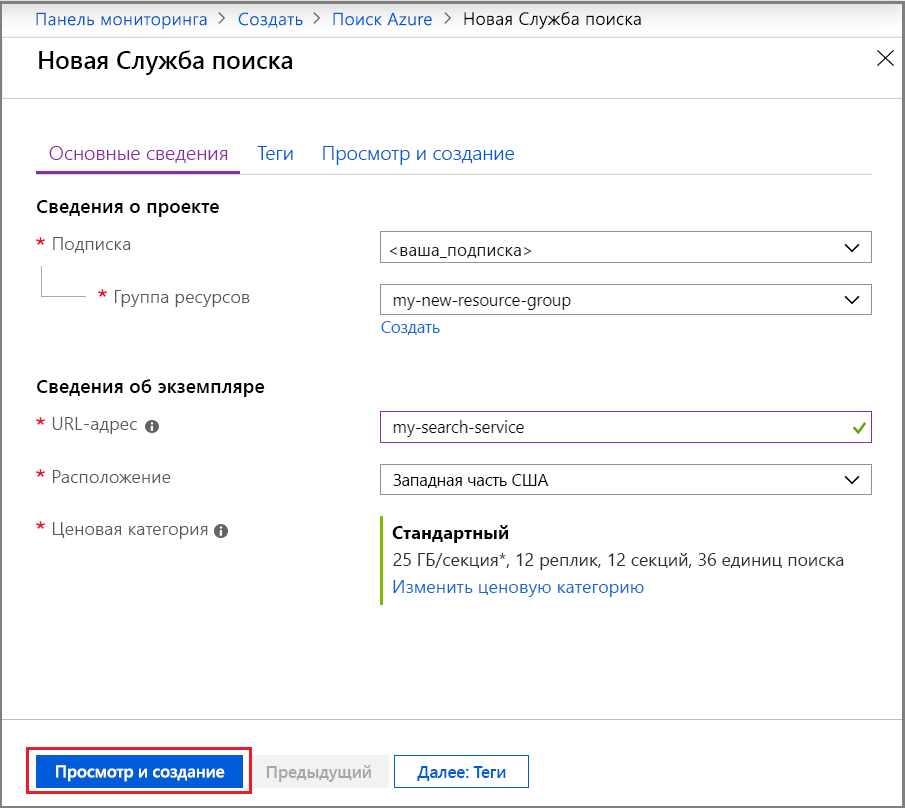 Панель мониторинга > Создать > Поиск Azure > Новая Служба поиска
Новая Служба поиска
Основные сведения Теги Просмотр и создание
Сведения о проекте
* Подписка <ваша_подписка>
* Группа ресурсов my-new-resource-group
Создать
Сведения об экземпляре
* URL-адрес my-search-service
* Расположение Западная часть США
* Ценовая категория Стандартный
25 ГБ/секция*, 12 реплик, 12 секций, 36 единиц поиска
Изменить ценовую категорию
Просмотр и создание Предыдущий Далее: Теги